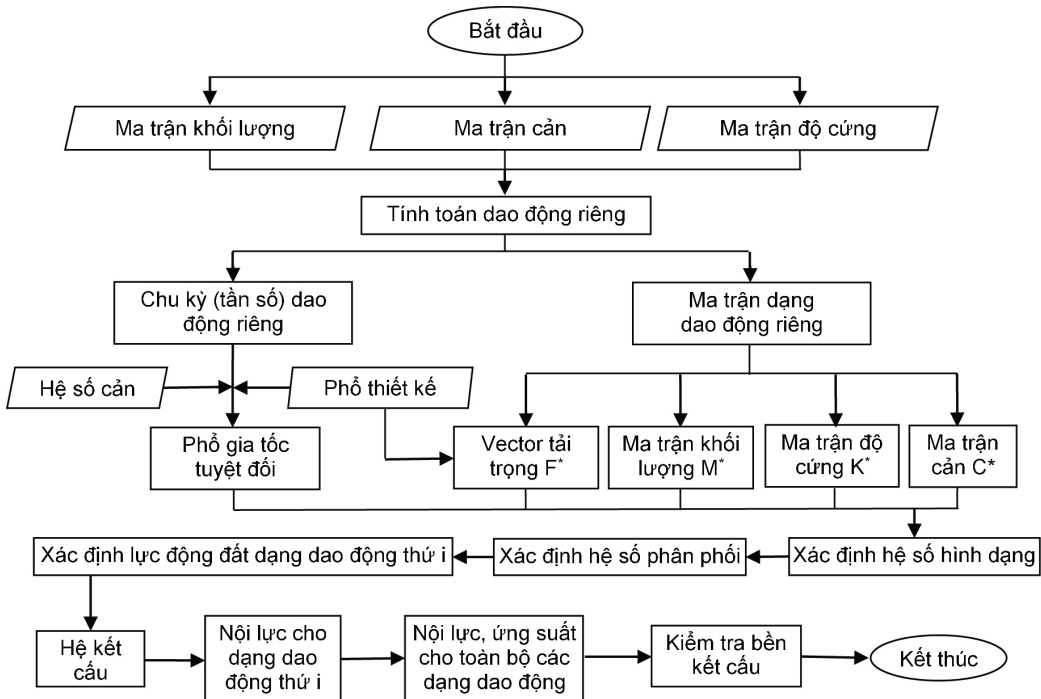 Bắt đầu
Ma trận khối lượng
Ma trận cản
Ma trận độ cứng
Tính toán dao động riêng
Chu kỳ (tần số) dao
động riêng
Ma trận dạng
dao động riêng
Hệ số cản
Phổ thiết kế
Phổ gia tốc
tuyệt đối
Vector tải
trọng F*
Ma trận khối
lượng M*
Ma trận độ
cứng K*
Ma trận
cản C*
Xác định lực động đất dạng dao động thứ i
Xác định hệ số phân phối
Xác định hệ số hình dạng
Hệ kết
cấu
Nội lực cho
dạng dao
động thứ i
Nội lực, ứng suất
cho toàn bộ các
dạng dao động
Kiểm tra bền
kết cấu
Kết thúc